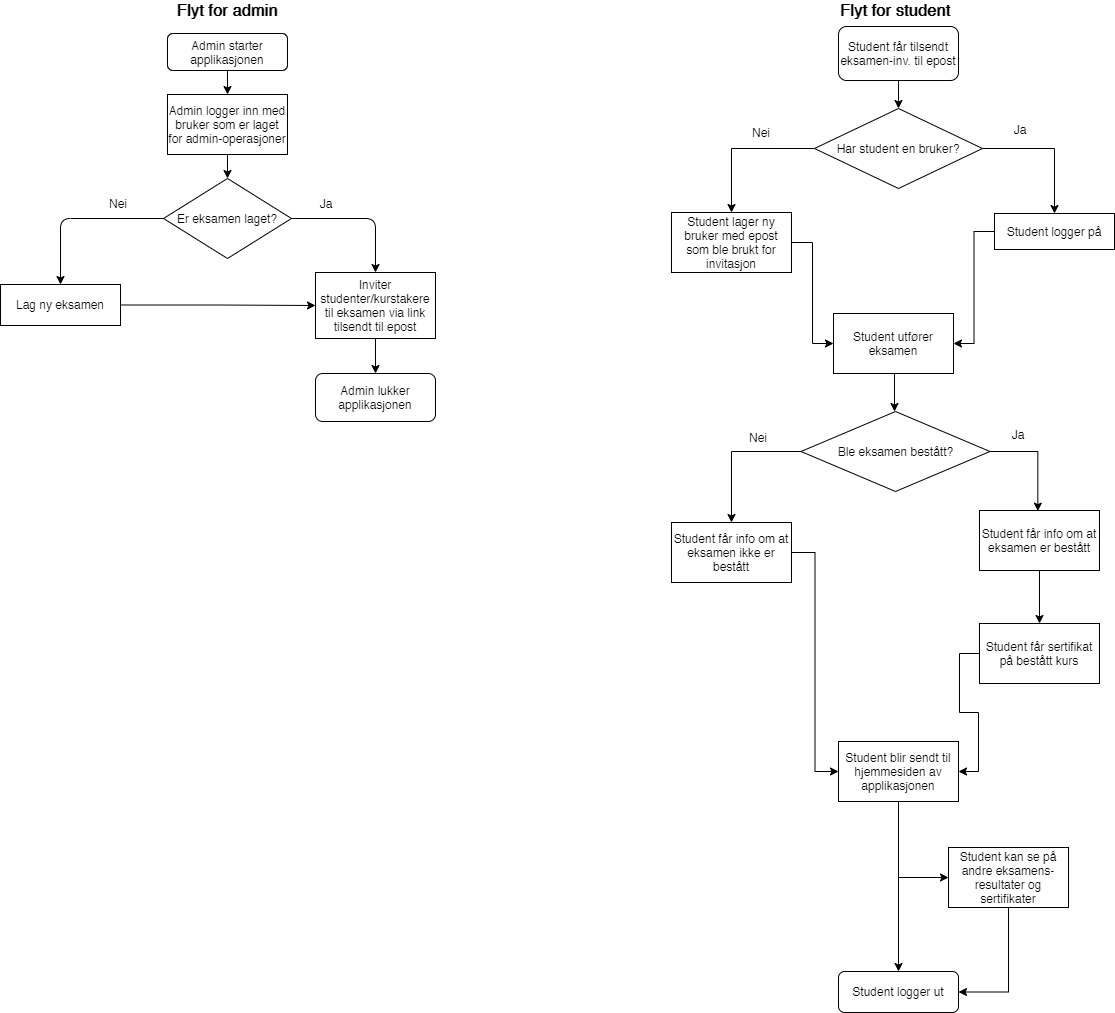 Flyt for admin
Admin starter
applikasjonen
Admin logger inn med
bruker som er laget
for admin-operasjoner
Er eksamen laget?
Nei
Ja
Lag ny eksamen
Inviter
studenter/kurstakere
til eksamen via link
tilsendt til epost
Admin lukker
applikasjonen
Flyt for student
Student får tilsendt
eksamen-inv. til epost
Har student en bruker?
Nei
Ja
Student lager ny
bruker med epost
som ble brukt for
invitasjon
Student logger på
Student utfører
eksamen
Ble eksamen bestått?
Nei
Ja
Student får info om at
eksamen ikke er
bestått
Student får info om at
eksamen er bestått
Student får sertifikat
på bestått kurs
Student blir sendt til
hjemmesiden av
applikasjonen
Student kan se på
andre eksamens-
resultater og
sertifikater
Student logger ut